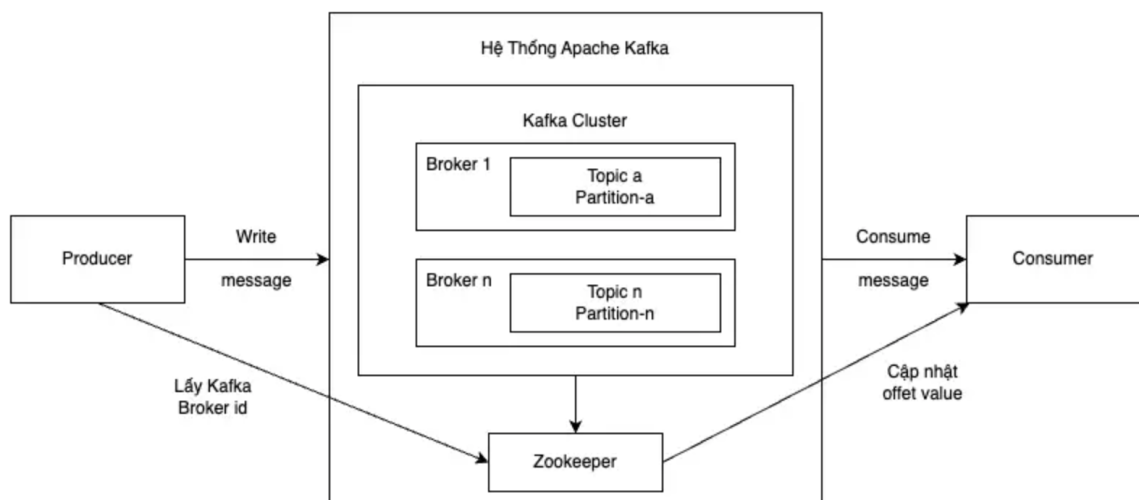 Hệ Thống Apache Kafka
Kafka Cluster
Broker 1
Topic a
Partition-a
Producer
Write
message
Broker n
Topic n
Partition-n
Consume
message
Consumer
Lấy Kafka
Broker id
Cập nhật
offet value
Zookeeper